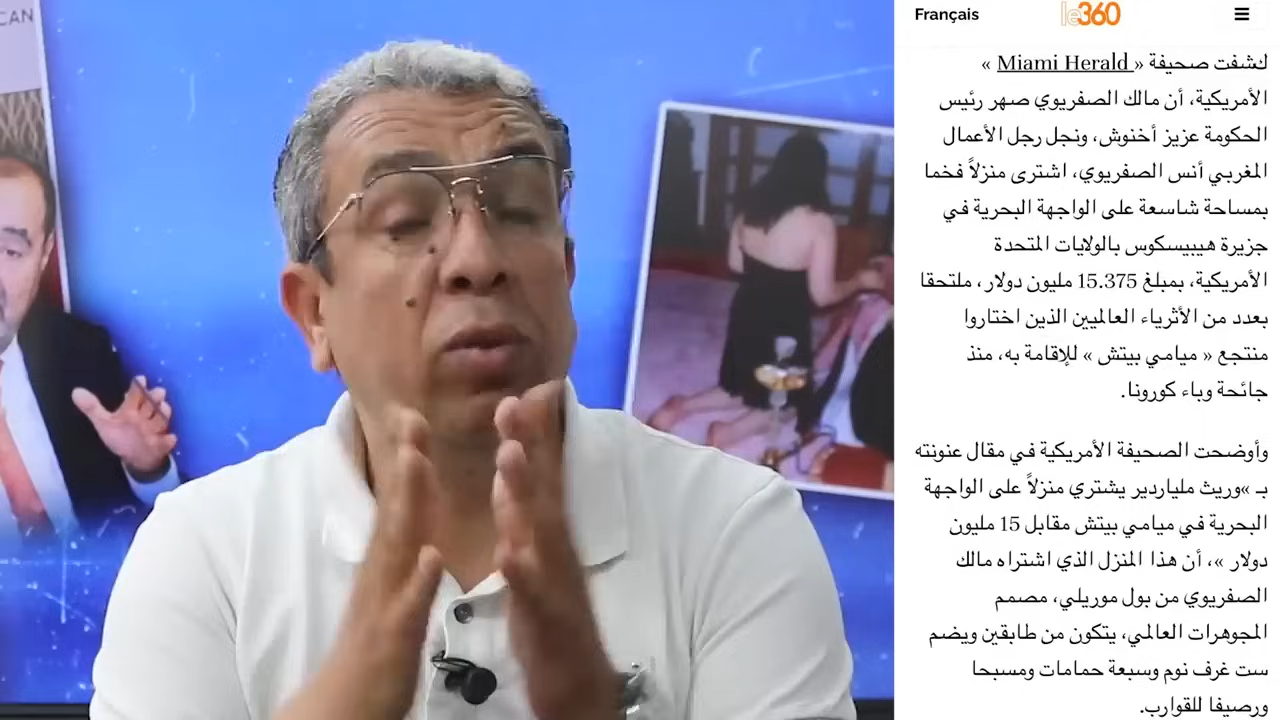 CAN
Français
le360
كشفت صحيفة « Miami Herald »
الأمريكية، أن مالك الصفريوي صهر رئيس
الحكومة عزيز أخنوش، ونجل رجل الأعمال
المغربي أنس الصفريوي، اشترى منزلاً فخما
بمساحة شاسعة على الواجهة البحرية في
جزيرة هيبيسكوس بالولايات المتحدة
الأمريكية، بمبلغ 15.375 مليون دولار، ملتحقا
بعدد من الأثرياء العالميين الذين اختاروا
منتجع « ميامي بيتش » للإقامة به، منذ
جائحة وباء كورونا.
وأوضحت الصحيفة الأمريكية في مقال عنونته
بـ »وريث ملياردير يشتري منزلاً على الواجهة
البحرية في ميامي بيتش مقابل 15 مليون
دولار »، أن هذا المنزل الذي اشتراه مالك
الصفريوي من بول موريلي، مصمم
المجوهرات العالمي، يتكون من طابقين ويضم
ست غرف نوم وسبعة حمامات ومسبحا
ورصيفا للقوارب.